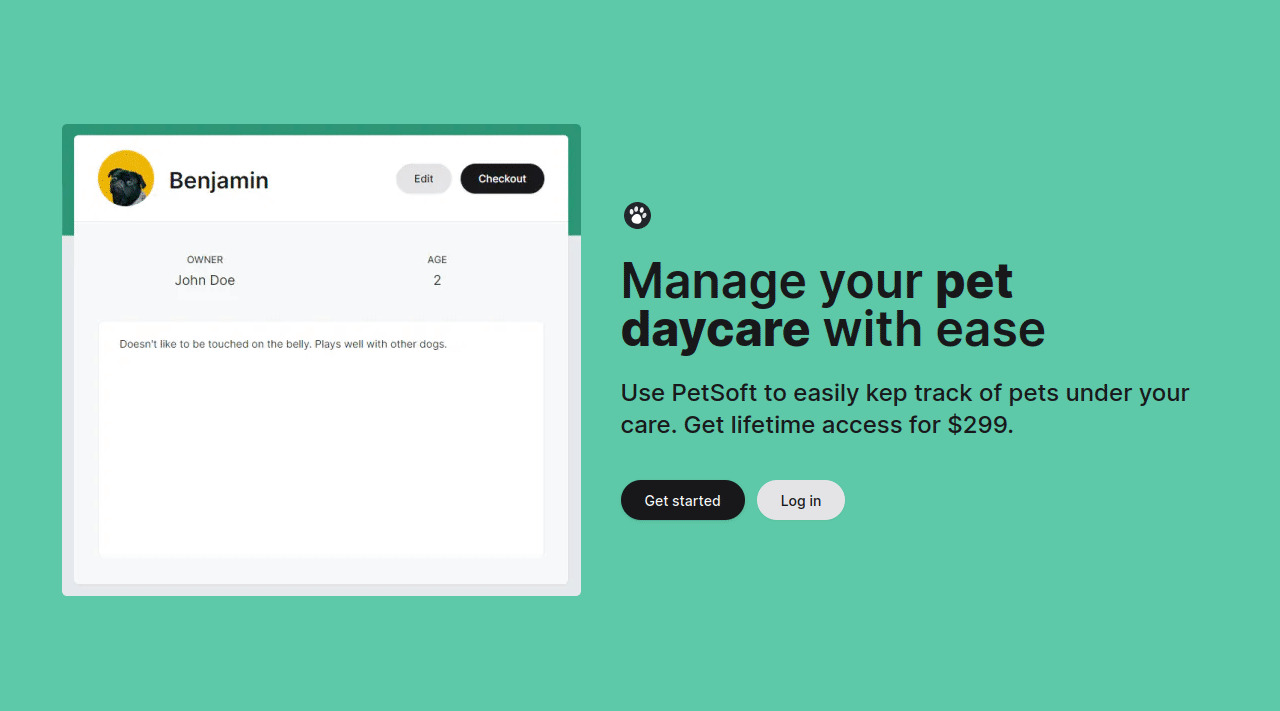 Benjamin
Edit
Checkout
OWNER
AGE
John Doe
2
Doesn't like to be touched on the belly. Plays well with other dogs.
Manage your pet
daycare with ease
Use PetSoft to easily kep track of pets under your
care. Get lifetime access for $299.
Get started
Log in